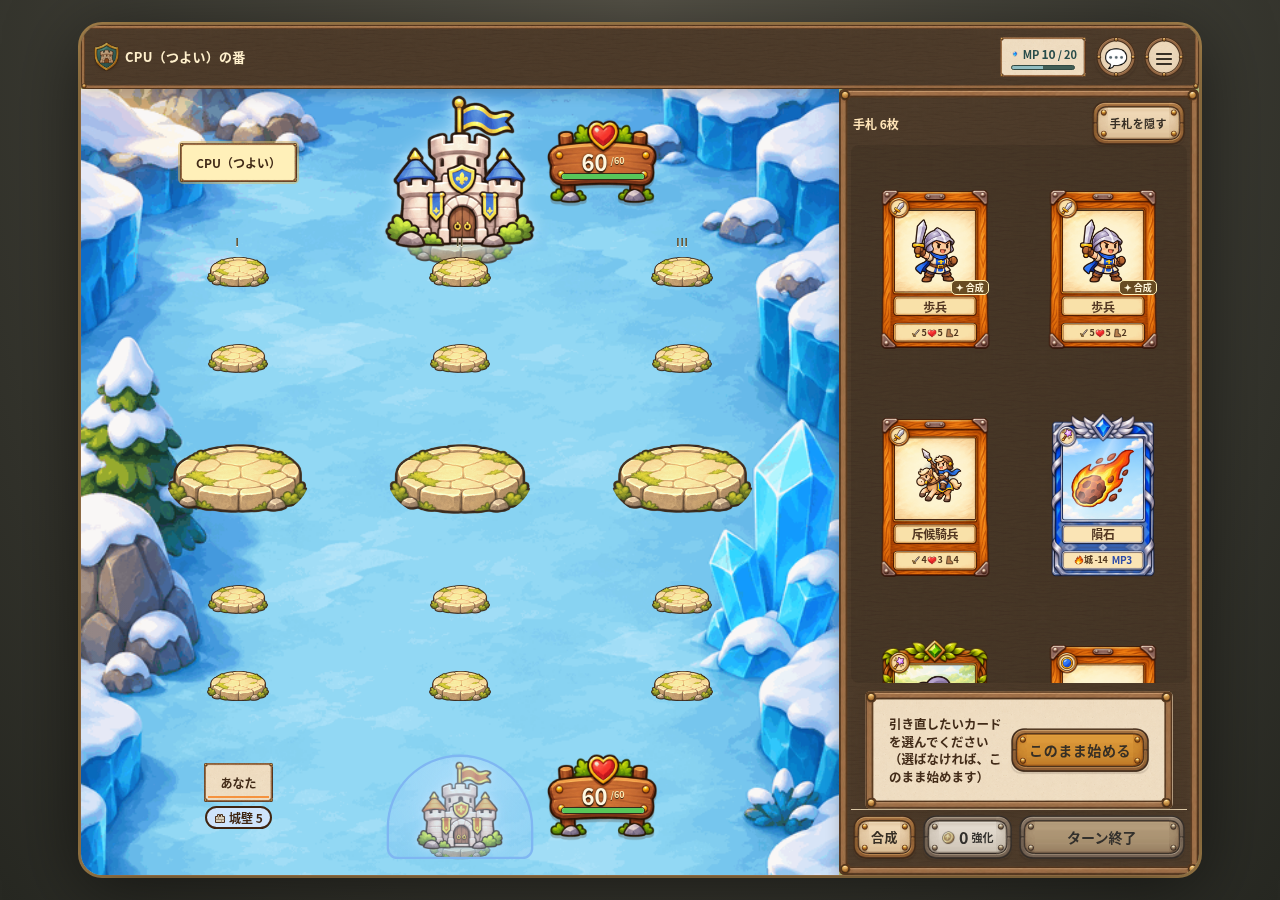 CPU（つよい）の番
MP 10 / 20
手札 6枚
手札を隠す
CPU（つよい）
60 /60
I
II
III
合成
歩兵
5 5 2
合成
歩兵
5 5 2
斥候騎兵
4 3 4
隕石
城-14 MP3
引き直したいカード
を選んでください
（選ばなければ、こ
のまま始めます）
このまま始める
あなた
城壁 5
60 /60
合成
0 強化
ターン終了